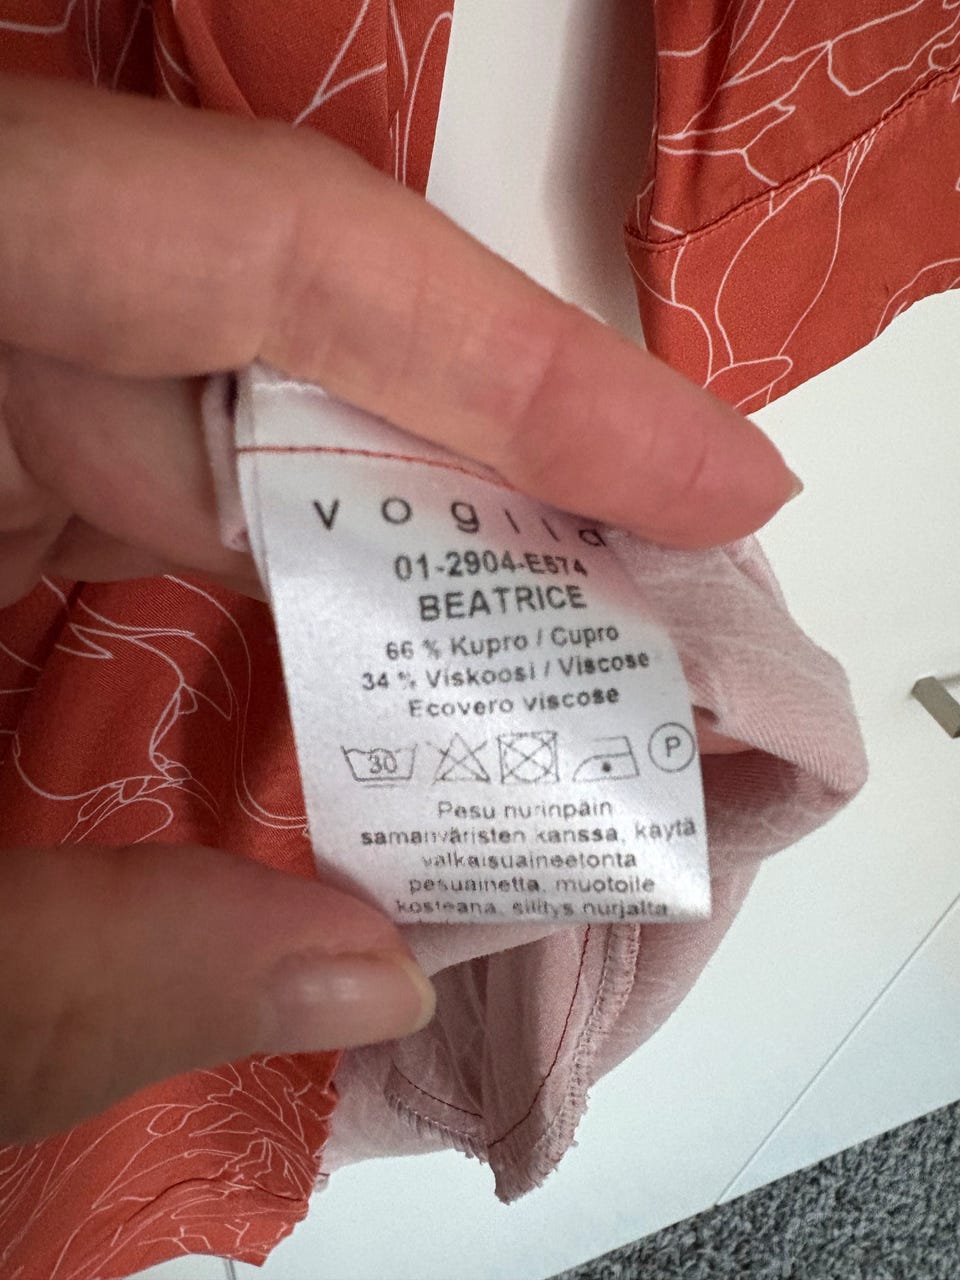 voglia
01-2904-E574
BEATRICE
66 % Kupro / Cupro
34 % Viskoosi / Viscose
Ecovero viscose
30 P
Pesu nurinpäin
samanväristen kanssa, käytä
valkaisuaineetonta
pesuainetta, muotoile
kosteana, silitys nurjalta